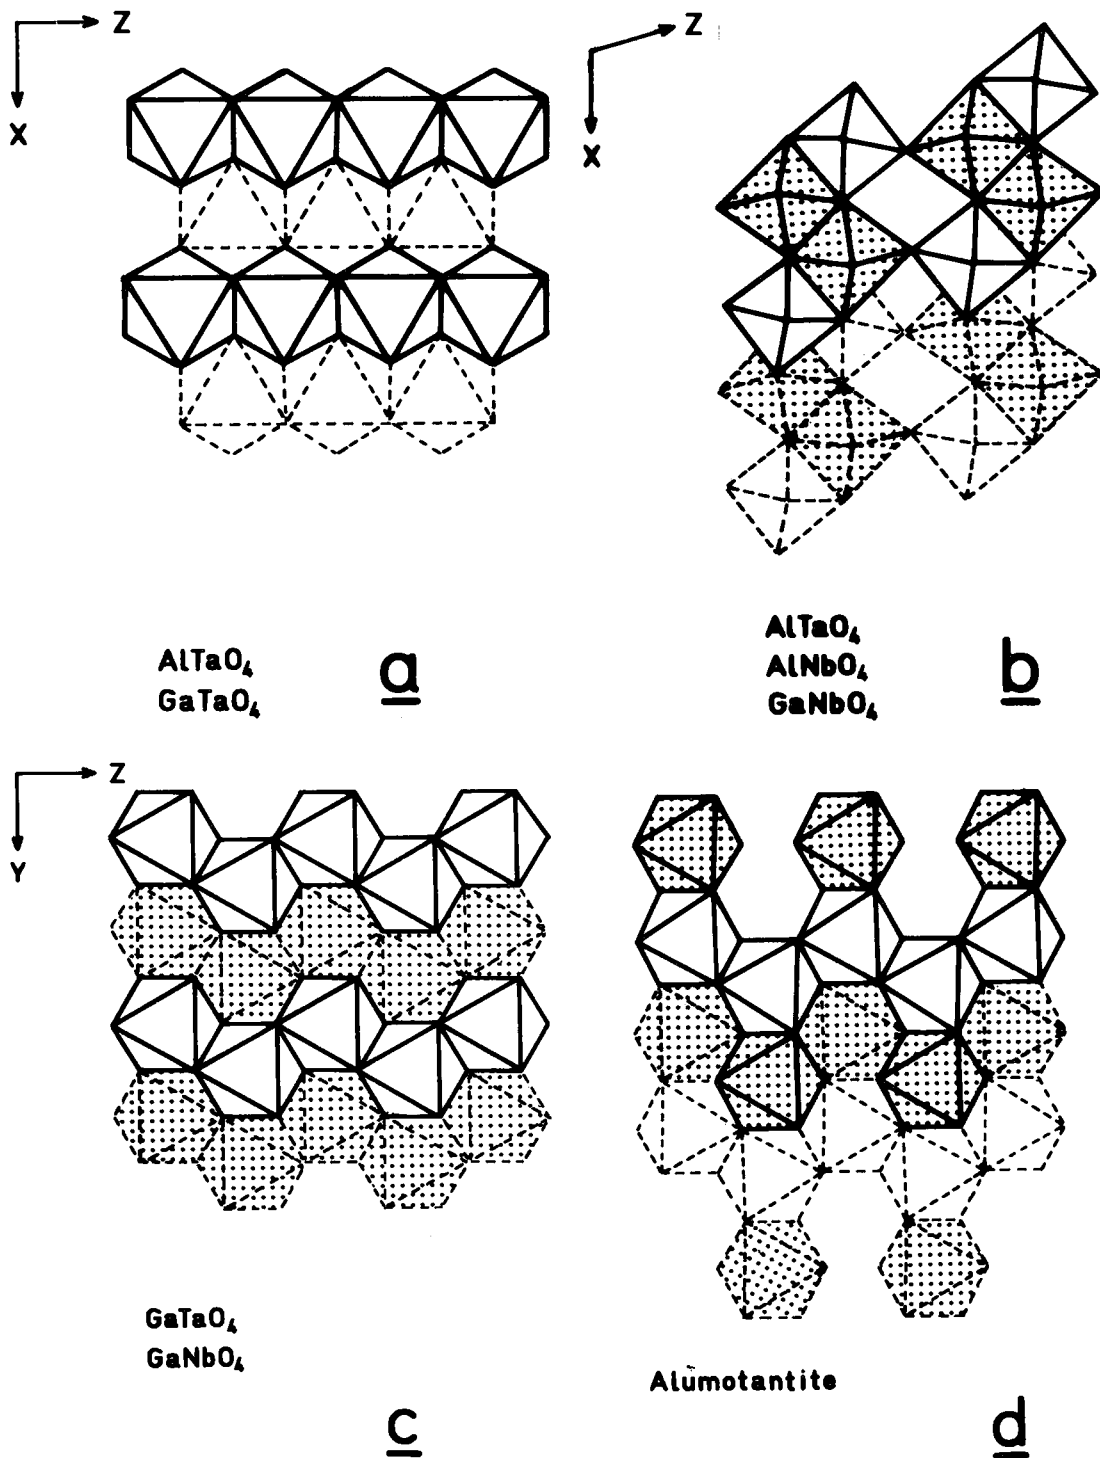 Z
X
Z
X
AlTaO₄
GaTaO₄
a
AlTaO₄
AlNbO₄
GaNbO₄
b
Z
Y
GaTaO₄
GaNbO₄
c
Alumotantite
d